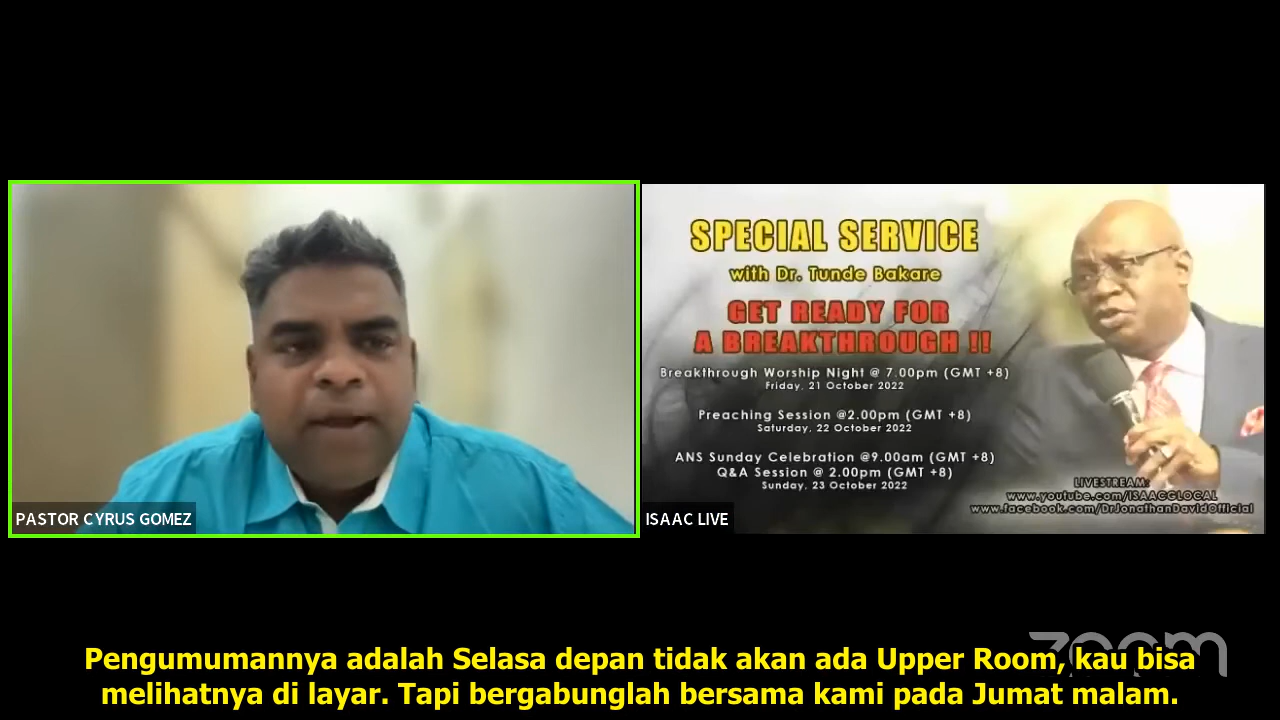 SPECIAL SERVICE
with Dr. Tunde Bakare
GET READY FOR
A BREAKTHROUGH !!
Breakthrough Worship Night @ 7.00pm (GMT +8)
Friday, 21 October 2022
Preaching Session @2.00pm (GMT +8)
Saturday, 22 October 2022
ANS Sunday Celebration @9.00am (GMT +8)
Q&A Session @ 2.00pm (GMT +8)
Sunday, 23 October 2022
LIVESTREAM:
www.youtube.com/ISAACGLOCAL
www.facebook.com/DrJonathanDavidOfficial
PASTOR CYRUS GOMEZ
ISAAC LIVE
zoom
Pengumumannya adalah Selasa depan tidak akan ada Upper Room, kau bisa
melihatnya di layar. Tapi bergabunglah bersama kami pada Jumat malam.